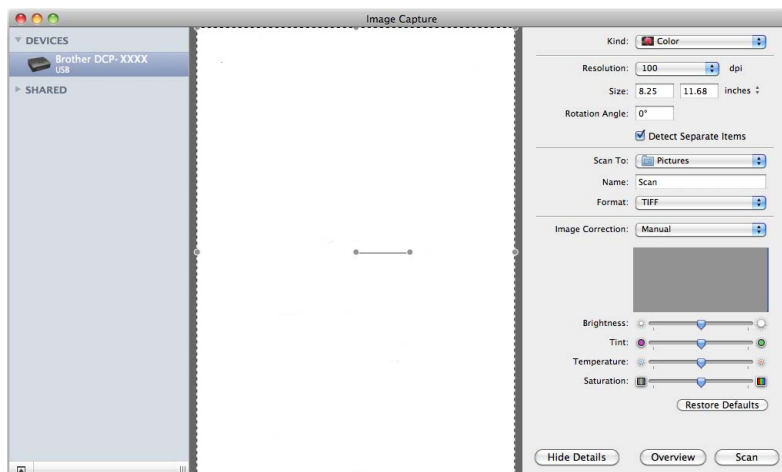 Image Capture
DEVICES
Brother DCP-XXXX
USB
SHARED
Kind: Color
Resolution: 100 dpi
Size: 8.25 11.68 inches
Rotation Angle: 0°
Detect Separate Items
Scan To: Pictures
Name: Scan
Format: TIFF
Image Correction: Manual
Brightness:
Tint:
Temperature:
Saturation:
Restore Defaults
Hide Details Overview Scan